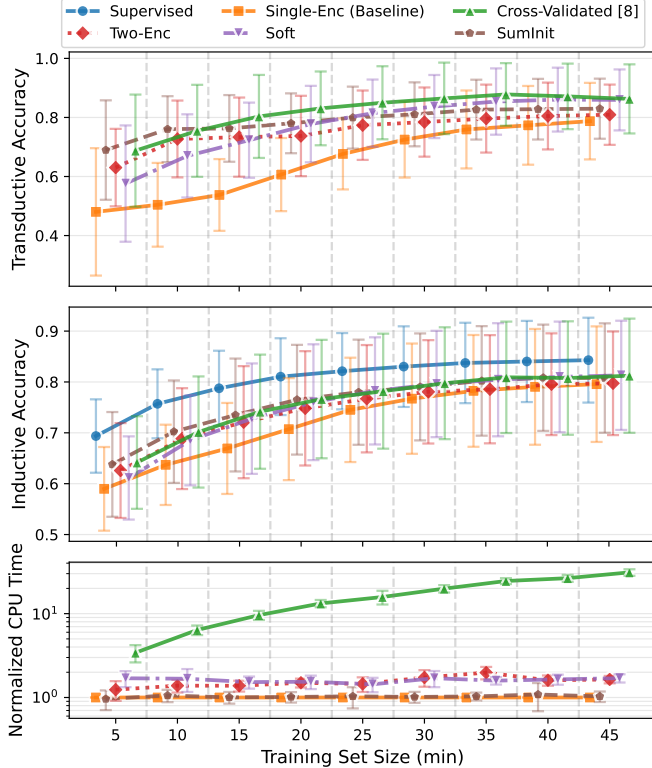 Supervised Single-Enc (Baseline) Cross-Validated [8]
Two-Enc Soft SumInit
Transductive Accuracy
1.0
0.8
0.6
0.4
Inductive Accuracy
0.9
0.8
0.7
0.6
0.5
Normalized CPU Time
10¹
10⁰
5 10 15 20 25 30 35 40 45
Training Set Size (min)